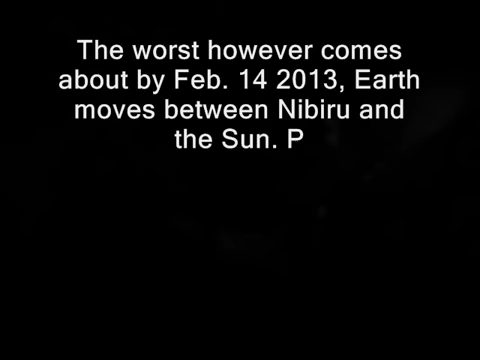 The worst however comes
about by Feb. 14 2013, Earth
moves between Nibiru and
the Sun. P